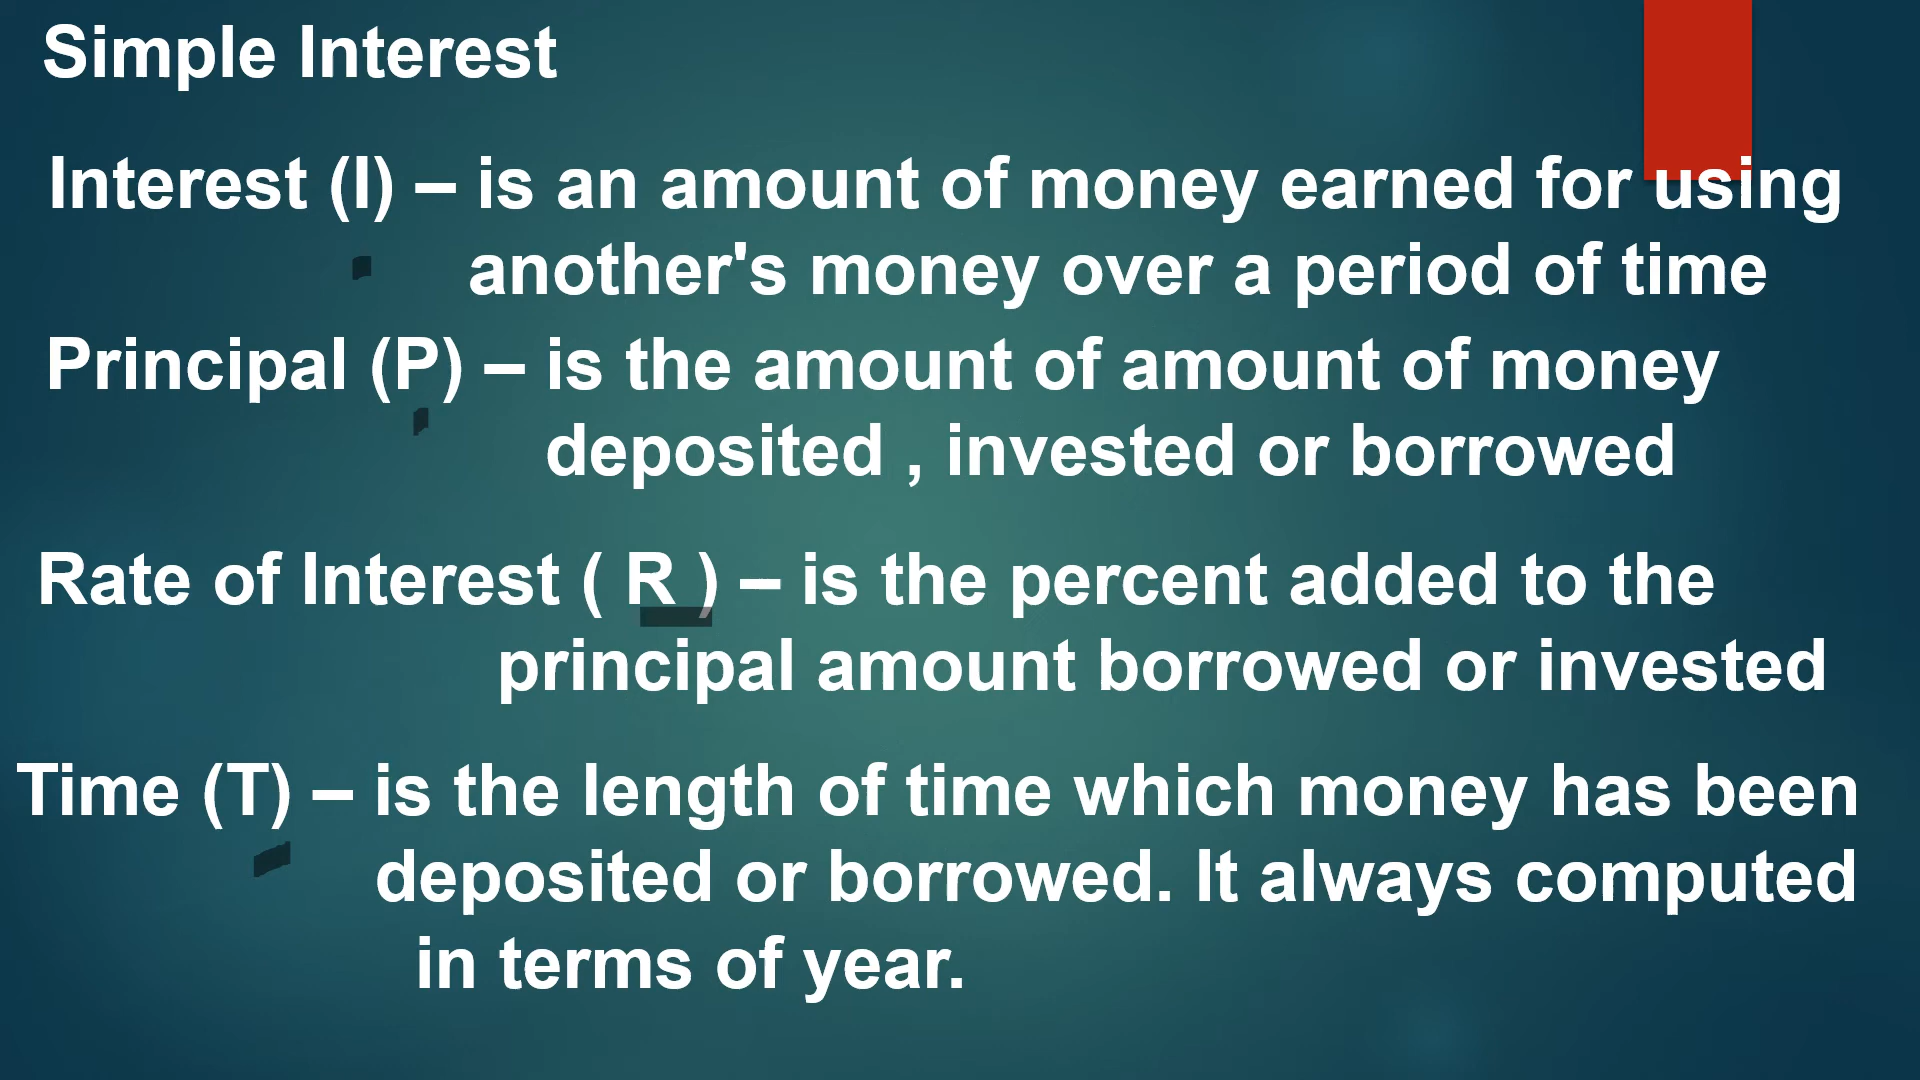 Simple Interest
Interest (I) – is an amount of money earned for using
another's money over a period of time
Principal (P) – is the amount of amount of money
deposited , invested or borrowed
Rate of Interest ( R ) – is the percent added to the
principal amount borrowed or invested
Time (T) – is the length of time which money has been
deposited or borrowed. It always computed
in terms of year.